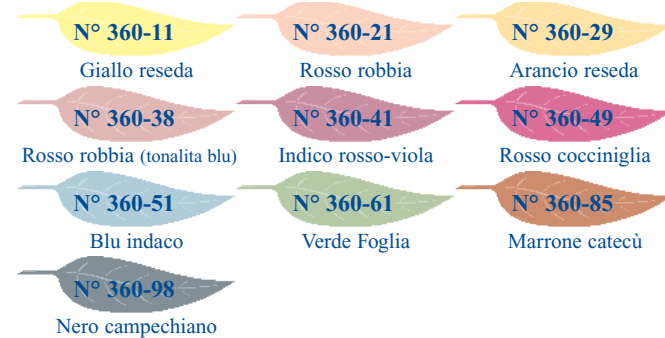 N° 360-11 N° 360-21 N° 360-29
Giallo reseda Rosso robbia Arancio reseda
N° 360-38 N° 360-41 N° 360-49
Rosso robbia (tonalita blu) Indico rosso-viola Rosso cocciniglia
N° 360-51 N° 360-61 N° 360-85
Blu indaco Verde Foglia Marrone catecù
N° 360-98
Nero campechiano